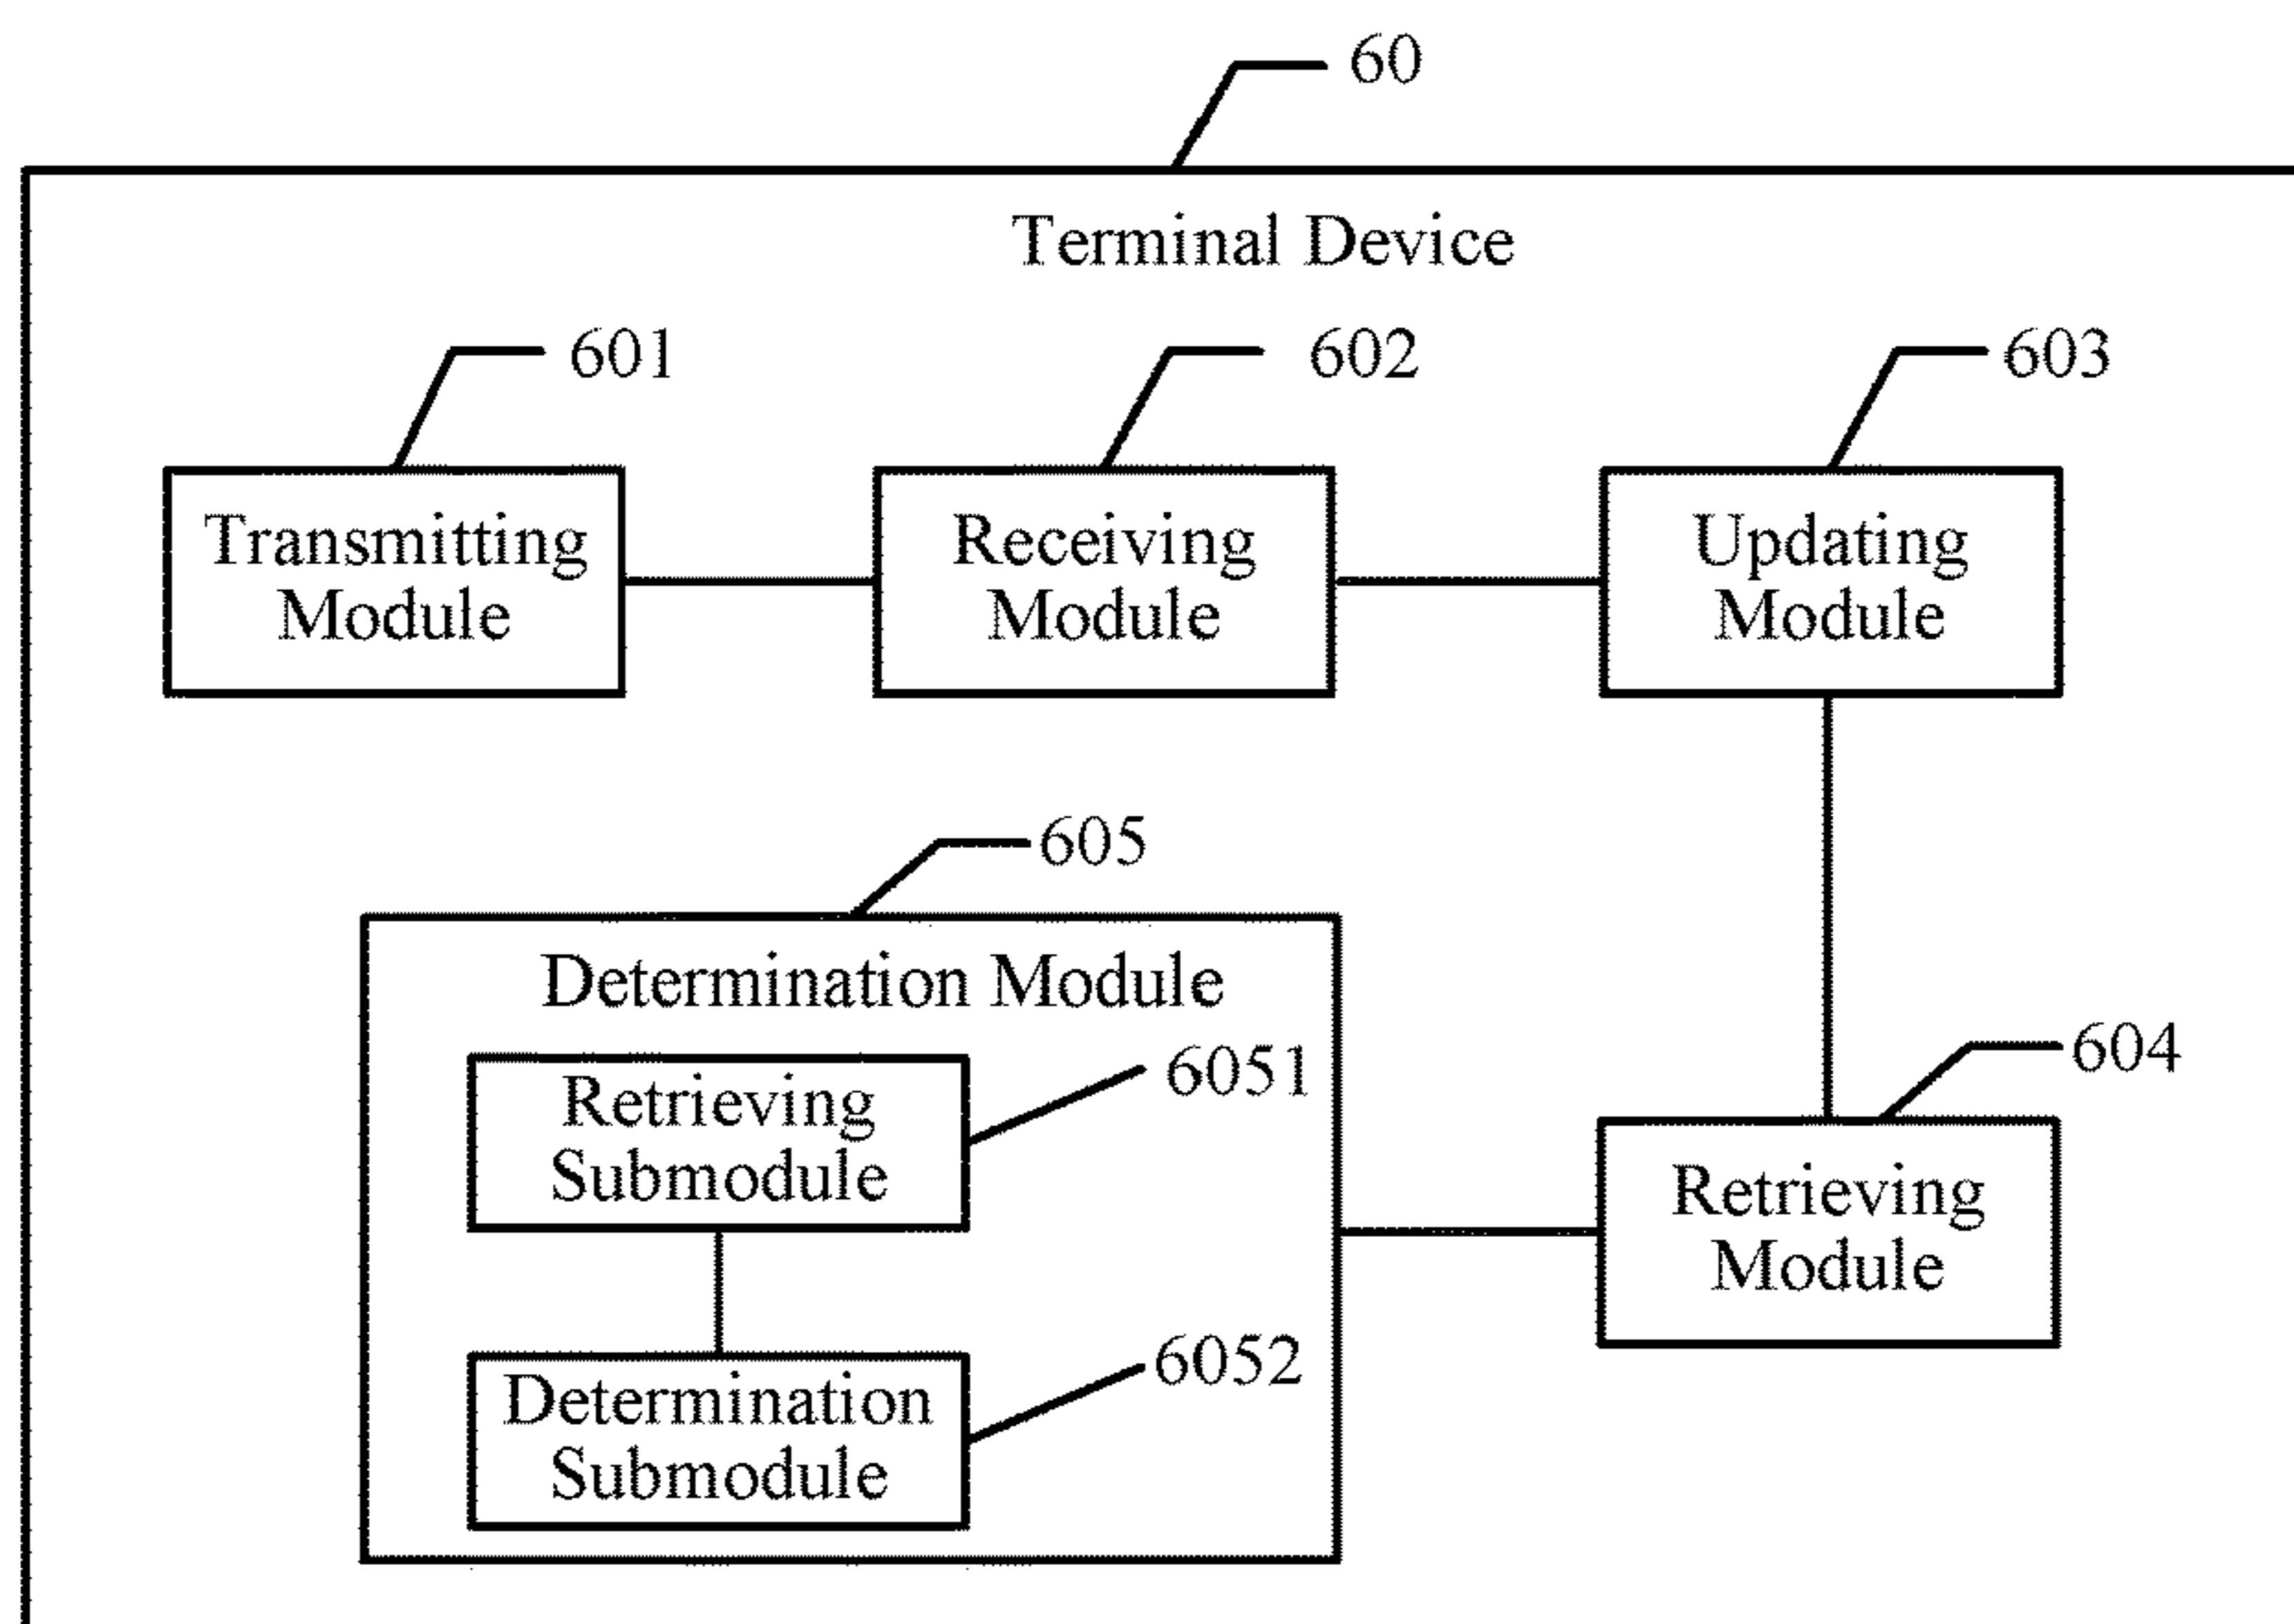 60
Terminal Device
601
602
603
Transmitting
Module
Receiving
Module
Updating
Module
605
Determination Module
Retrieving
Submodule
6051
Determination
Submodule
6052
604
Retrieving
Module